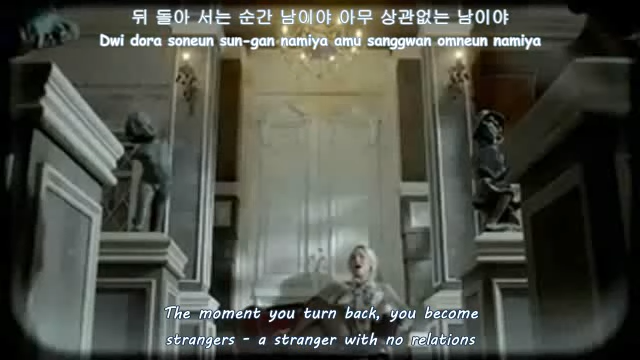 뒤 돌아 서는 순간 남이야 아무 상관없는 남이야
Dwi dora soneun sun-gan namiya amu sanggwan omneun namiya
The moment you turn back, you become
strangers - a stranger with no relations